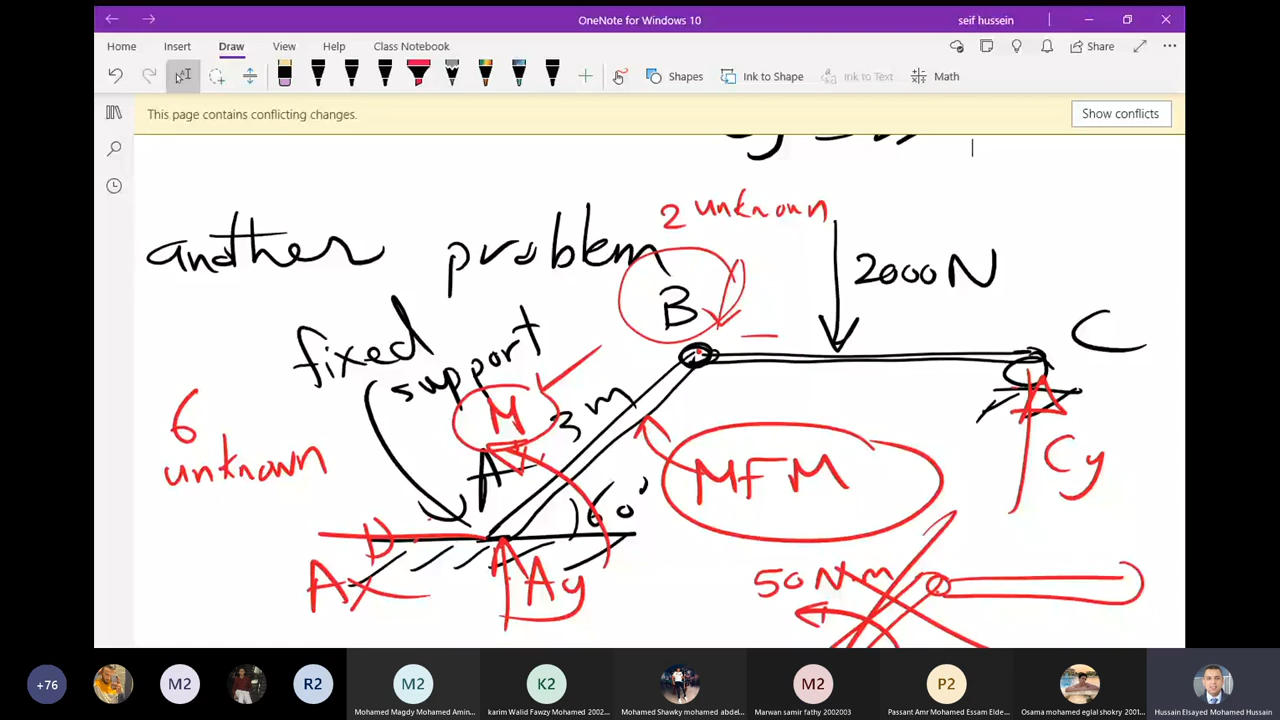 OneNote for Windows 10
seif hussein
Home Insert Draw View Help Class Notebook
Share
Shapes
Ink to Shape
Ink to Text
Math
This page contains conflicting changes.
Show conflicts
another problem
2 unknown
B
2000N
C
fixed
support
M
3 m
A
6
unknown
MFM
60°
Cy
Ax
Ay
50 N.m
+76
M2
R2
M2
K2
M2
P2
Mohamed Magdy Mohamed Amin...
karim Walid Fawzy Mohamed 2002...
Mohamed Shawky mohamed abdel...
Marwan samir fathy 2002003
Passant Amr Mohamed Essam Elde...
Osama mohamed eglal shokry 2001...
Hussain Elsayed Mohamed Hussain